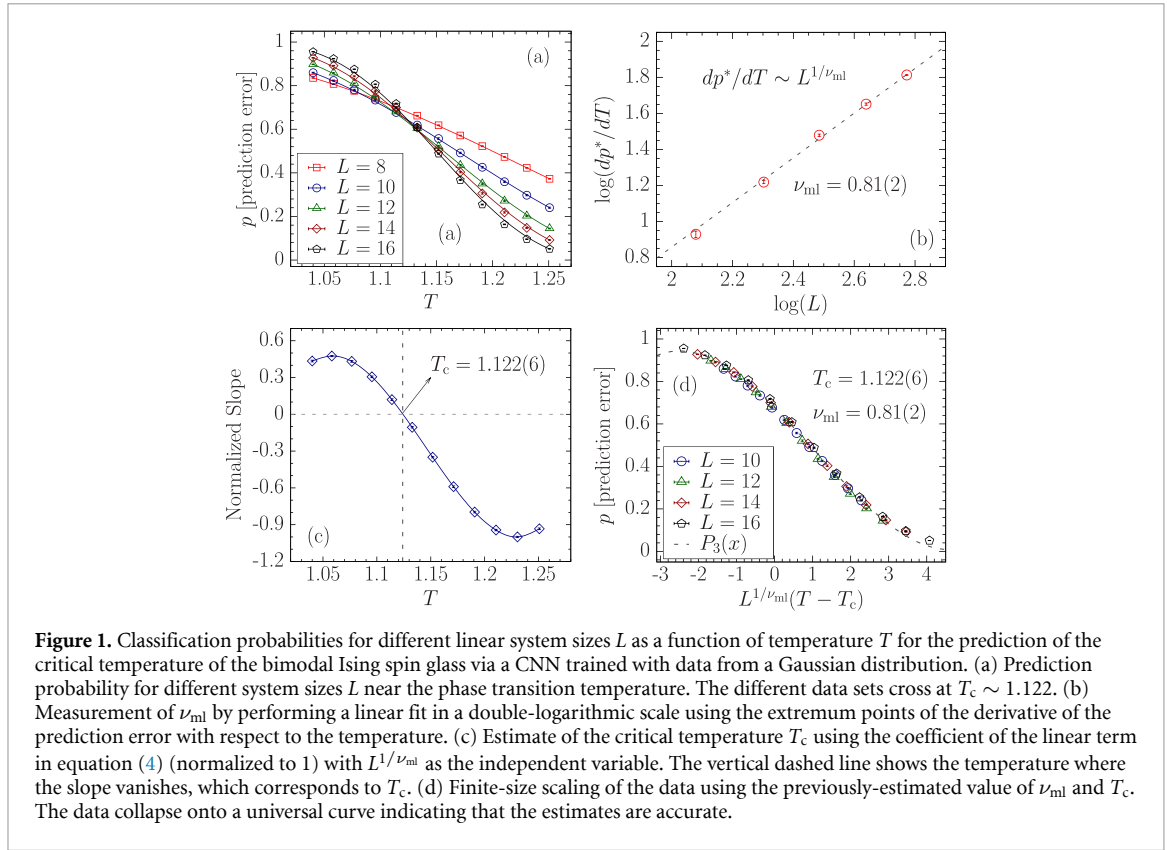 1
0.8
0.6
0.4
0.2
0
p [prediction error]
(a)
L = 8
L = 10
L = 12
L = 14
L = 16
(a)
1.05 1.1 1.15 1.2 1.25
T
2
1.8
1.6
1.4
1.2
1
0.8
log(dp*/dT)
dp*/dT ∼ L^{1/ν_ml}
ν_ml = 0.81(2)
(b)
2 2.2 2.4 2.6 2.8
log(L)
0.6
0.3
0
-0.3
-0.6
-0.9
-1.2
Normalized Slope
T_c = 1.122(6)
(c)
1.05 1.1 1.15 1.2 1.25
T
1
0.8
0.6
0.4
0.2
0
p [prediction error]
(d)
T_c = 1.122(6)
ν_ml = 0.81(2)
L = 10
L = 12
L = 14
L = 16
P_3(x)
-3 -2 -1 0 1 2 3 4
L^{1/ν_ml}(T − T_c)
Figure 1. Classification probabilities for different linear system sizes L as a function of temperature T for the prediction of the
critical temperature of the bimodal Ising spin glass via a CNN trained with data from a Gaussian distribution. (a) Prediction
probability for different system sizes L near the phase transition temperature. The different data sets cross at T_c ∼ 1.122. (b)
Measurement of ν_ml by performing a linear fit in a double-logarithmic scale using the extremum points of the derivative of the
prediction error with respect to the temperature. (c) Estimate of the critical temperature T_c using the coefficient of the linear term
in equation (4) (normalized to 1) with L^{1/ν_ml} as the independent variable. The vertical dashed line shows the temperature where
the slope vanishes, which corresponds to T_c. (d) Finite-size scaling of the data using the previously-estimated value of ν_ml and T_c.
The data collapse onto a universal curve indicating that the estimates are accurate.